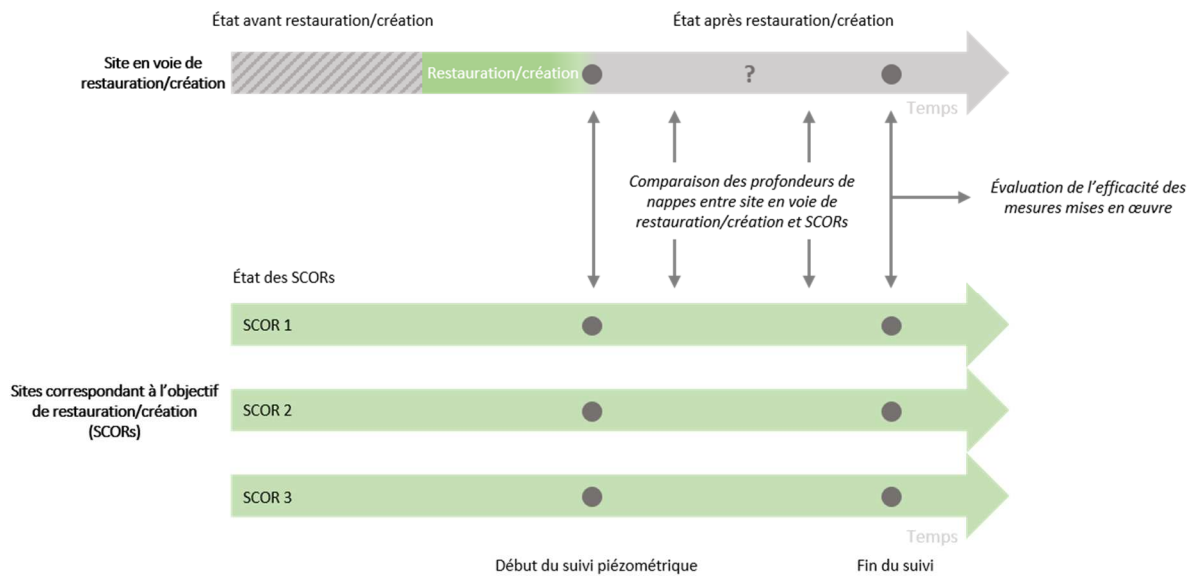 État avant restauration/création
État après restauration/création
Site en voie de
restauration/création
Restauration/création
?
Temps
Comparaison des profondeurs de
nappes entre site en voie de
restauration/création et SCORs
Évaluation de l’efficacité des
mesures mises en œuvre
État des SCORs
SCOR 1
Sites correspondant à l’objectif
de restauration/création
(SCORs)
SCOR 2
SCOR 3
Temps
Début du suivi piézométrique
Fin du suivi